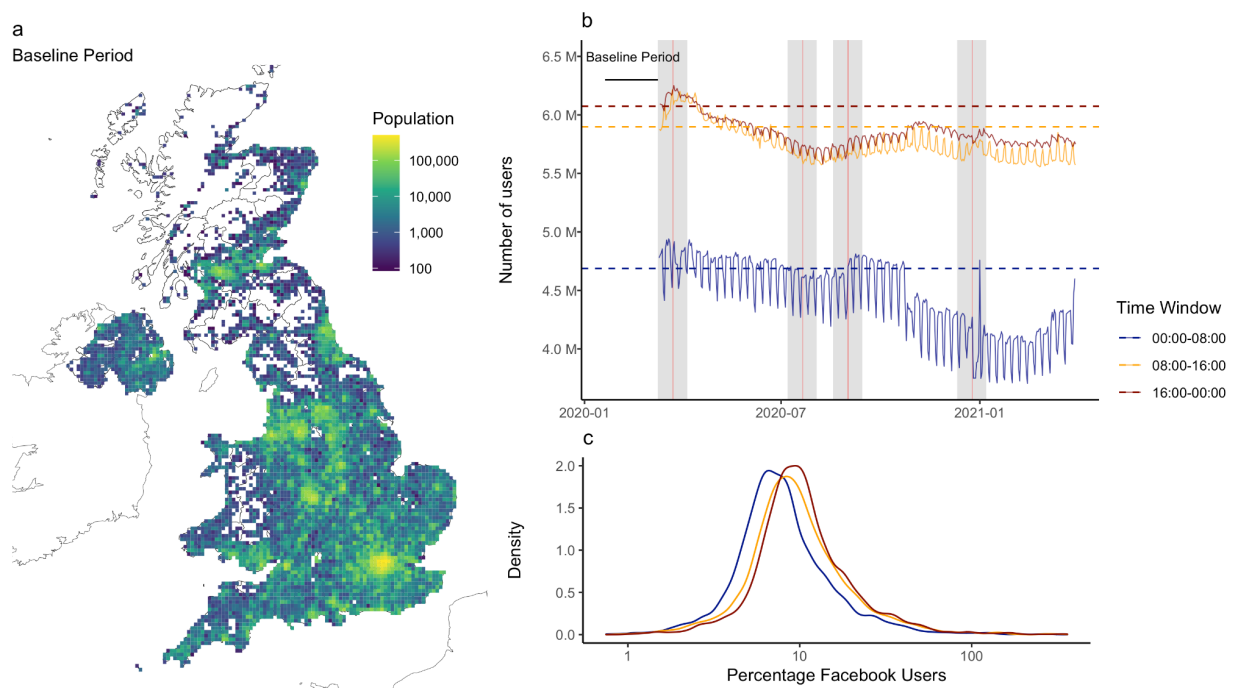 a
Baseline Period
Population
100,000
10,000
1,000
100
b
Baseline Period
Number of users
6.5 M
6.0 M
5.5 M
5.0 M
4.5 M
4.0 M
2020-01
2020-07
2021-01
Time Window
00:00-08:00
08:00-16:00
16:00-00:00
c
Density
2.0
1.5
1.0
0.5
0.0
1
10
100
Percentage Facebook Users